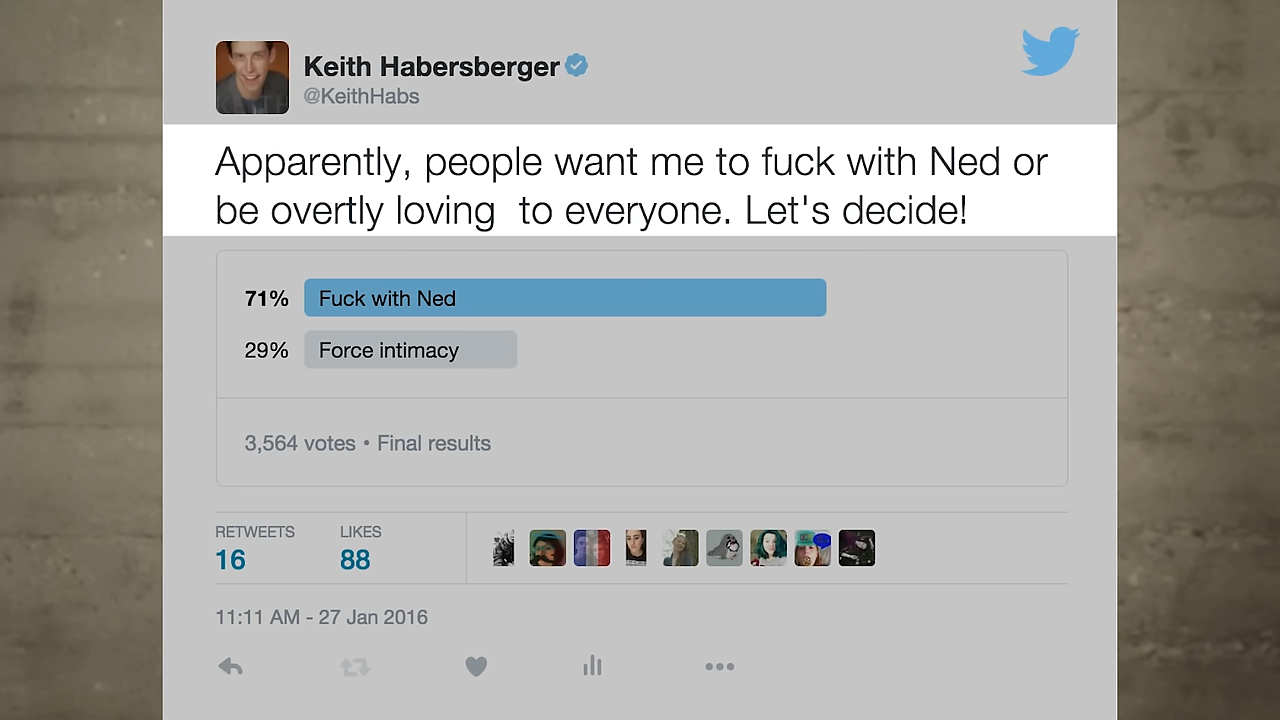 Keith Habersberger
@KeithHabs
Apparently, people want me to fuck with Ned or
be overtly loving  to everyone. Let's decide!
71% Fuck with Ned
29% Force intimacy
3,564 votes • Final results
RETWEETS LIKES
16 88
11:11 AM - 27 Jan 2016